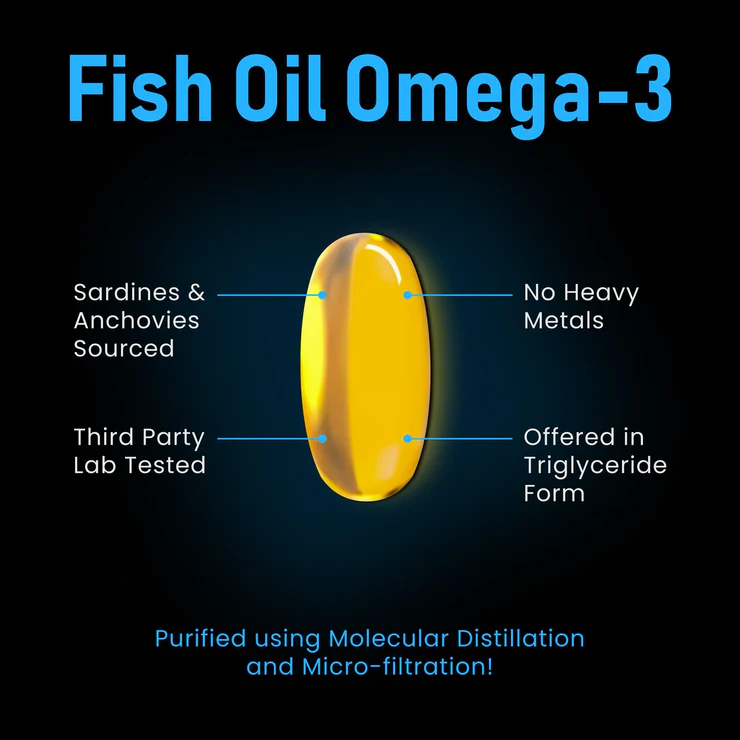 Fish Oil Omega-3
Sardines &
Anchovies
Sourced
No Heavy
Metals
Third Party
Lab Tested
Offered in
Triglyceride
Form
Purified using Molecular Distillation
and Micro-filtration!